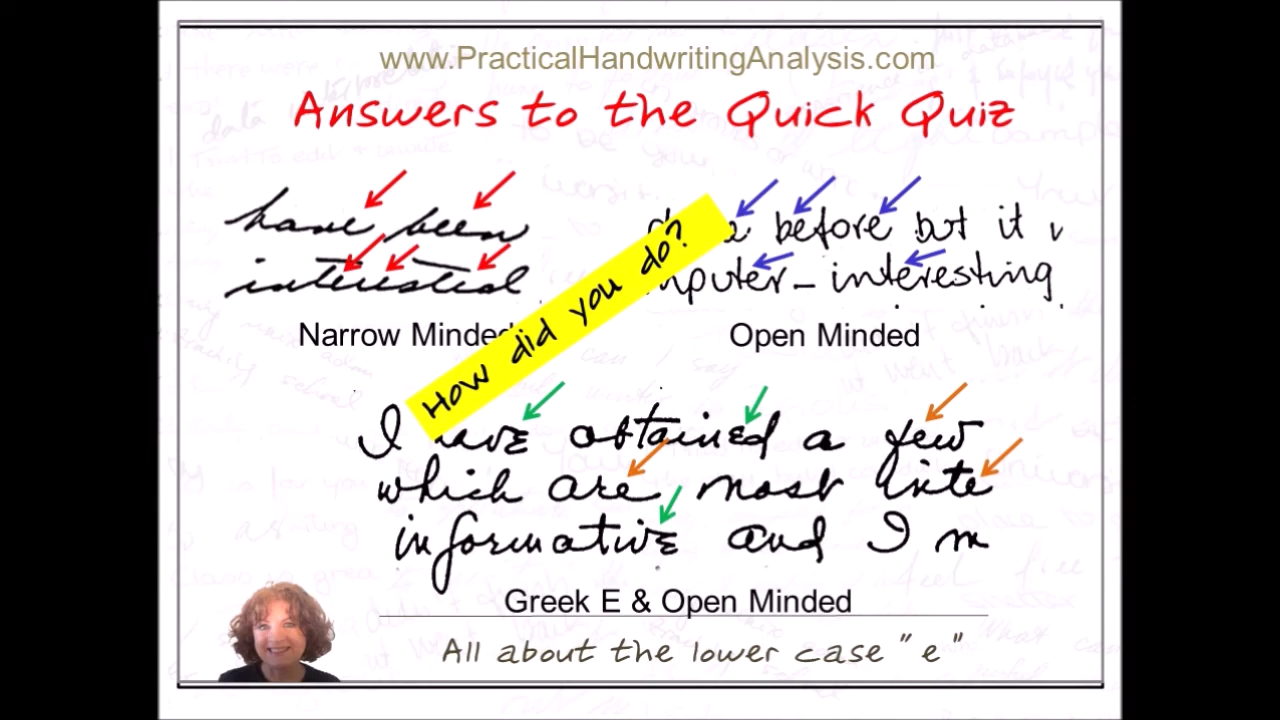 www.PracticalHandwritingAnalysis.com
Answers to the Quick Quiz
have been
interested
before but it
interesting
Narrow Minded
Open Minded
How did you do?
I have obtained a few
which are most inte
informative and I m
Greek E & Open Minded
All about the lower case "e"